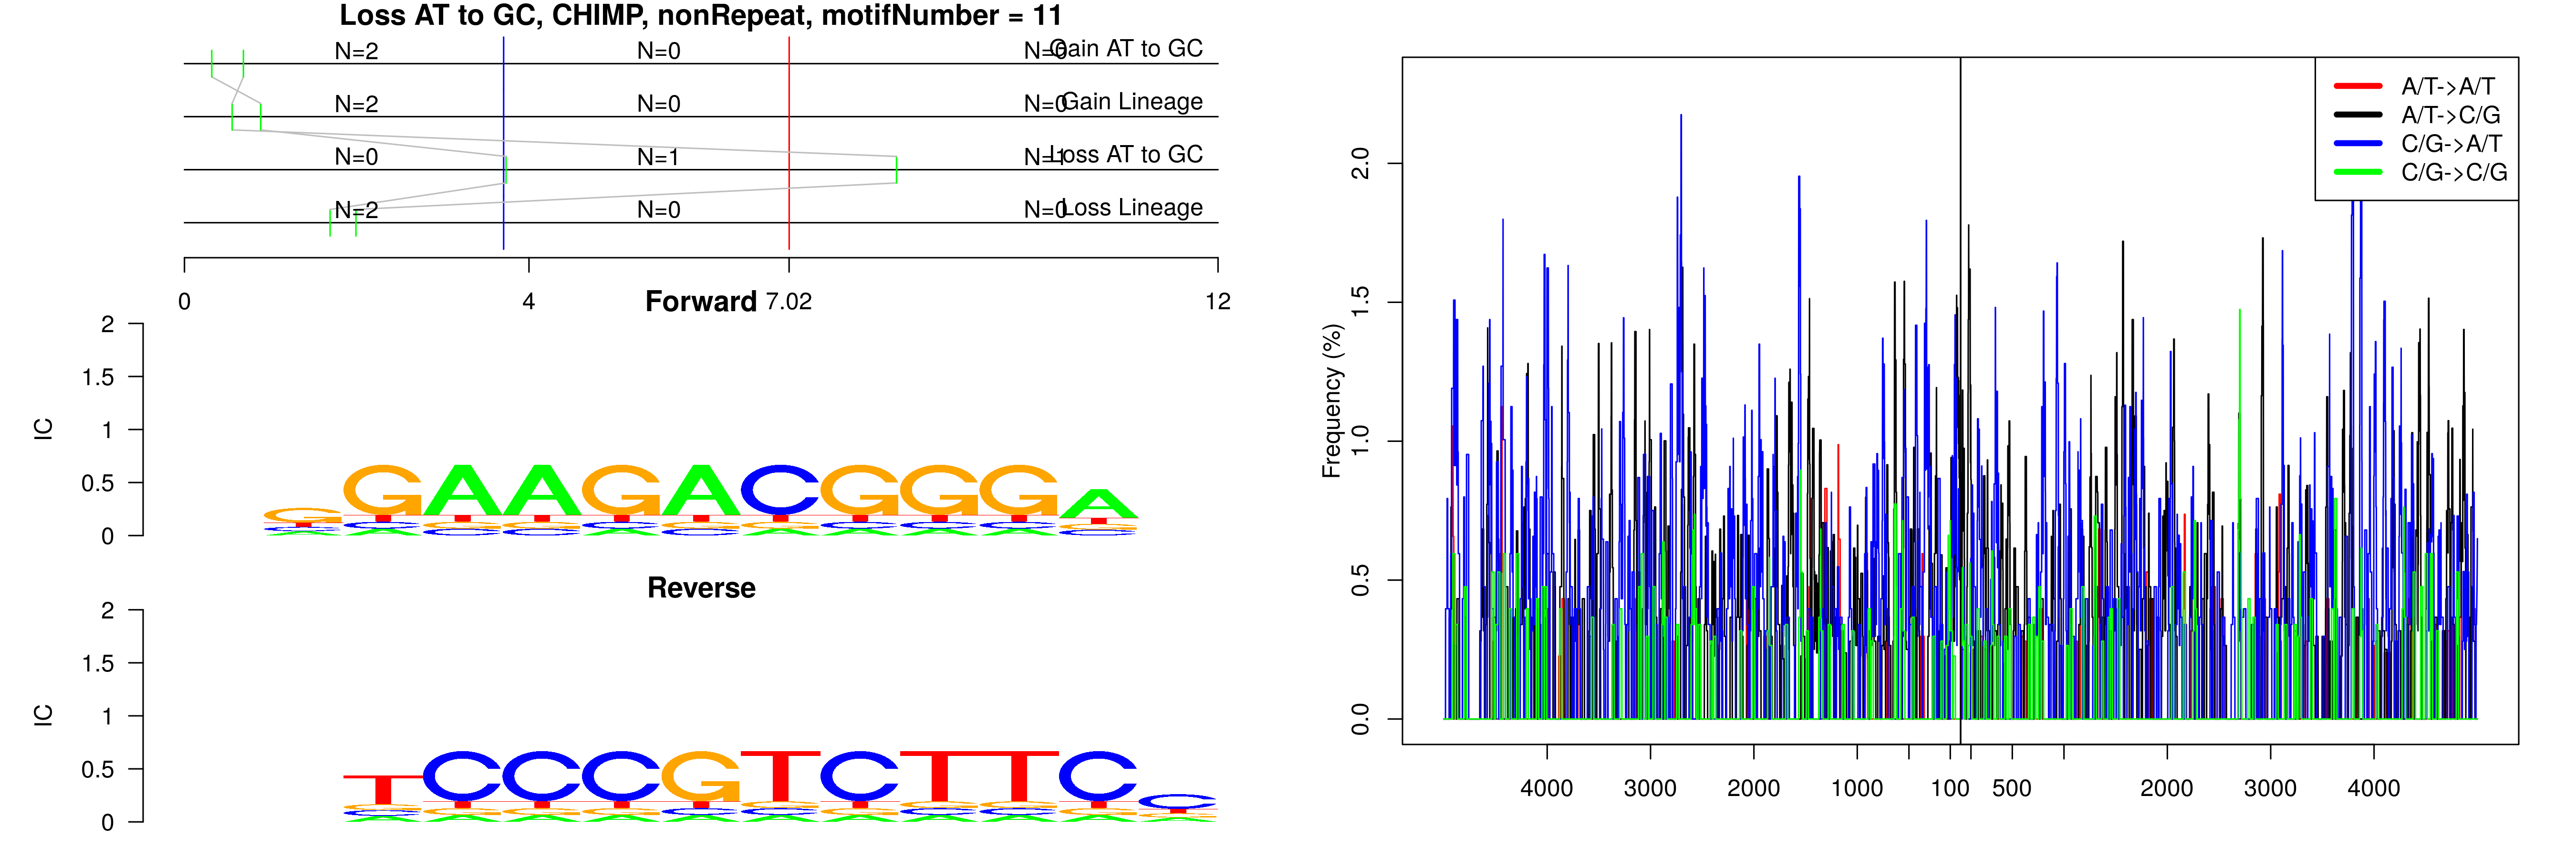 Loss AT to GC, CHIMP, nonRepeat, motifNumber = 11
N=2 N=0 N=0 Gain AT to GC
N=2 N=0 N=0 Gain Lineage
N=0 N=1 N=1 Loss AT to GC
N=2 N=0 N=0 Loss Lineage
0 4 7.02 12
Forward
IC
2
1.5
1
0.5
0
GGAAGACGGGA
Reverse
IC
2
1.5
1
0.5
0
TCCCGTCTTCC
A/T->A/T
A/T->C/G
C/G->A/T
C/G->C/G
Frequency (%)
2.0
1.5
1.0
0.5
0.0
4000 3000 2000 1000 100 500 2000 3000 4000